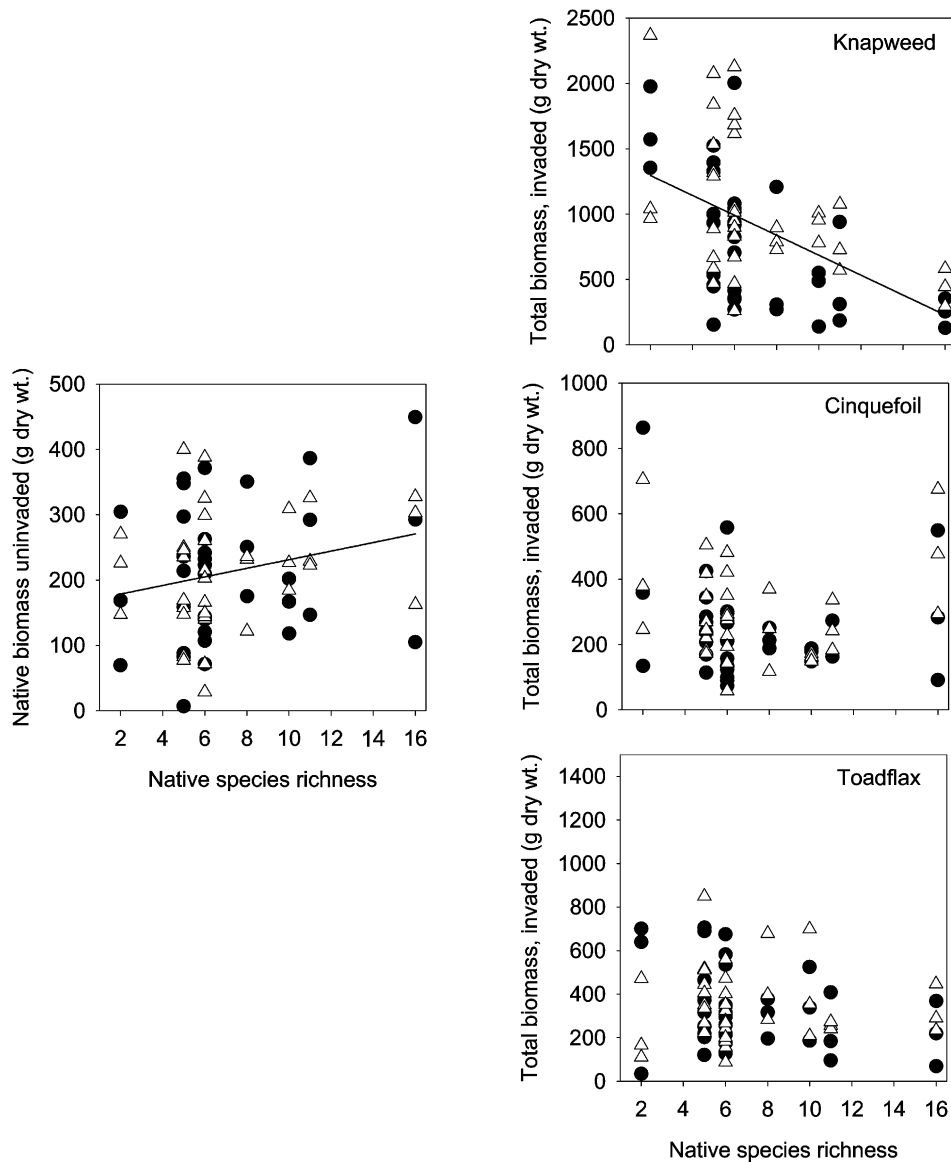 Native biomass uninvaded (g dry wt.)
500
400
300
200
100
0
2 4 6 8 10 12 14 16
Native species richness
Knapweed
Total biomass, invaded (g dry wt.)
2500
2000
1500
1000
500
0
Cinquefoil
Total biomass, invaded (g dry wt.)
1000
800
600
400
200
0
Toadflax
Total biomass, invaded (g dry wt.)
1400
1200
1000
800
600
400
200
0
2 4 6 8 10 12 14 16
Native species richness